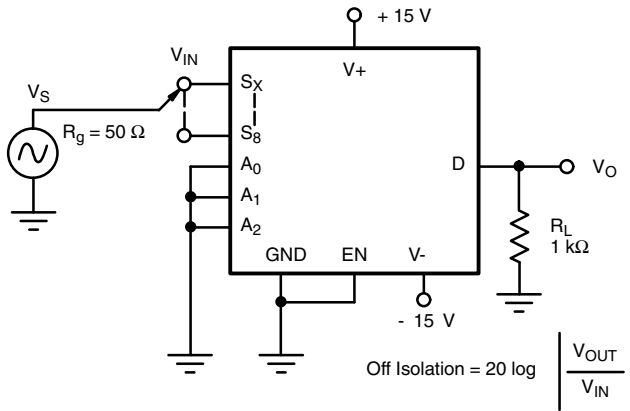 + 15 V
V+
V_IN
V_S
R_g = 50 Ω
S_X
S_8
A_0
A_1
A_2
D
V_O
R_L
1 kΩ
GND
EN
V-
- 15 V
Off Isolation = 20 log | V_OUT / V_IN